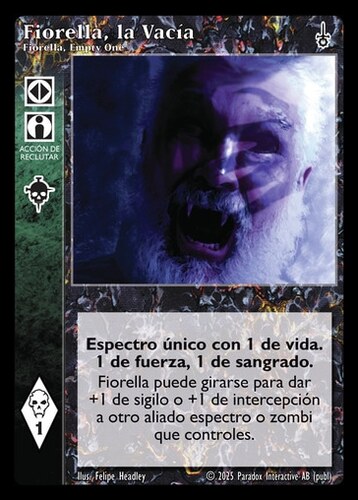 Fiorella, la Vacía
Fiorella, Empty One
ACCIÓN DE
RECLUTAR
1
Espectro único con 1 de vida.
1 de fuerza, 1 de sangrado.
Fiorella puede girarse para dar
+1 de sigilo o +1 de intercepción
a otro aliado espectro o zombi
que controles.
Ilus: Felipe Headley
© 2025 Paradox Interactive AB (publ)